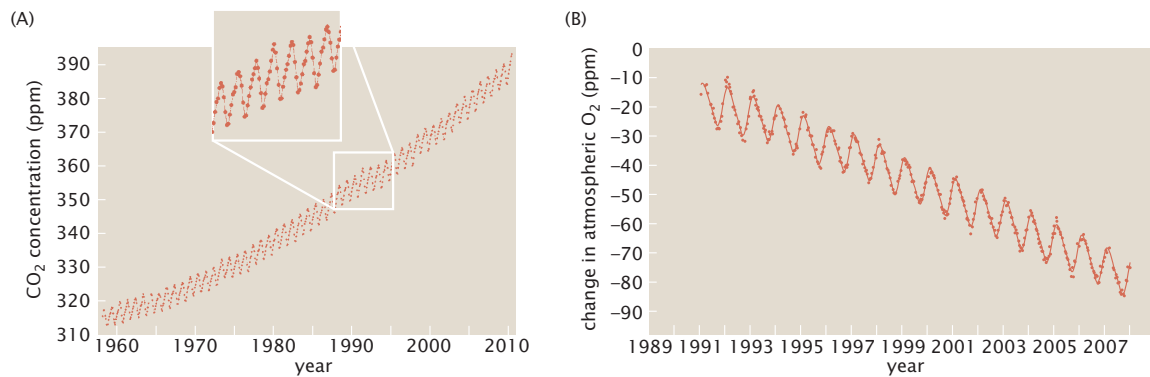 (A)
CO₂ concentration (ppm)
390
380
370
360
350
340
330
320
310
1960 1970 1980 1990 2000 2010
year
(B)
change in atmospheric O₂ (ppm)
0
−10
−20
−30
−40
−50
−60
−70
−80
−90
1989 1991 1993 1995 1997 1999 2001 2003 2005 2007
year